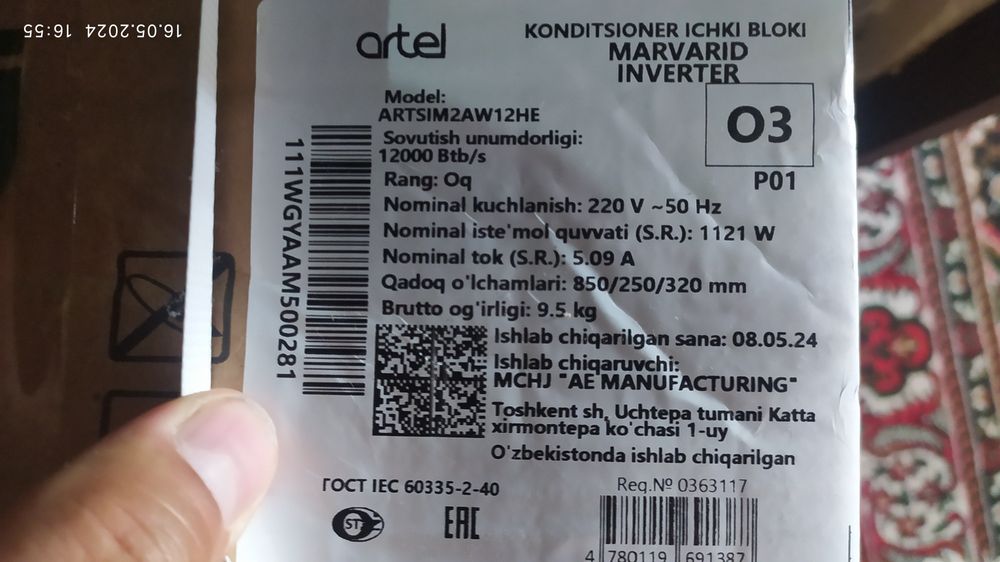 16.05.2024 16:55
artel
KONDITSIONER ICHKI BLOKI
MARVARID
INVERTER
Model:
ARTSIM2AW12HE
O3
P01
Sovutish unumdorligi:
12000 Btb/s
Rang: Oq
Nominal kuchlanish: 220 V ~50 Hz
Nominal iste'mol quvvati (S.R.): 1121 W
Nominal tok (S.R.): 5.09 A
Qadoq o'lchamlari: 850/250/320 mm
Brutto og'irligi: 9.5 kg
111WGYAAM500281
Ishlab chiqarilgan sana: 08.05.24
Ishlab chiqaruvchi:
MCHJ "AE MANUFACTURING"
Toshkent sh, Uchtepa tumani Katta
xirmontepa ko'chasi 1-uy
O'zbekistonda ishlab chiqarilgan
ГОСТ IEC 60335-2-40
Req.№ 0363117
ST
EAC
4 780119 691387